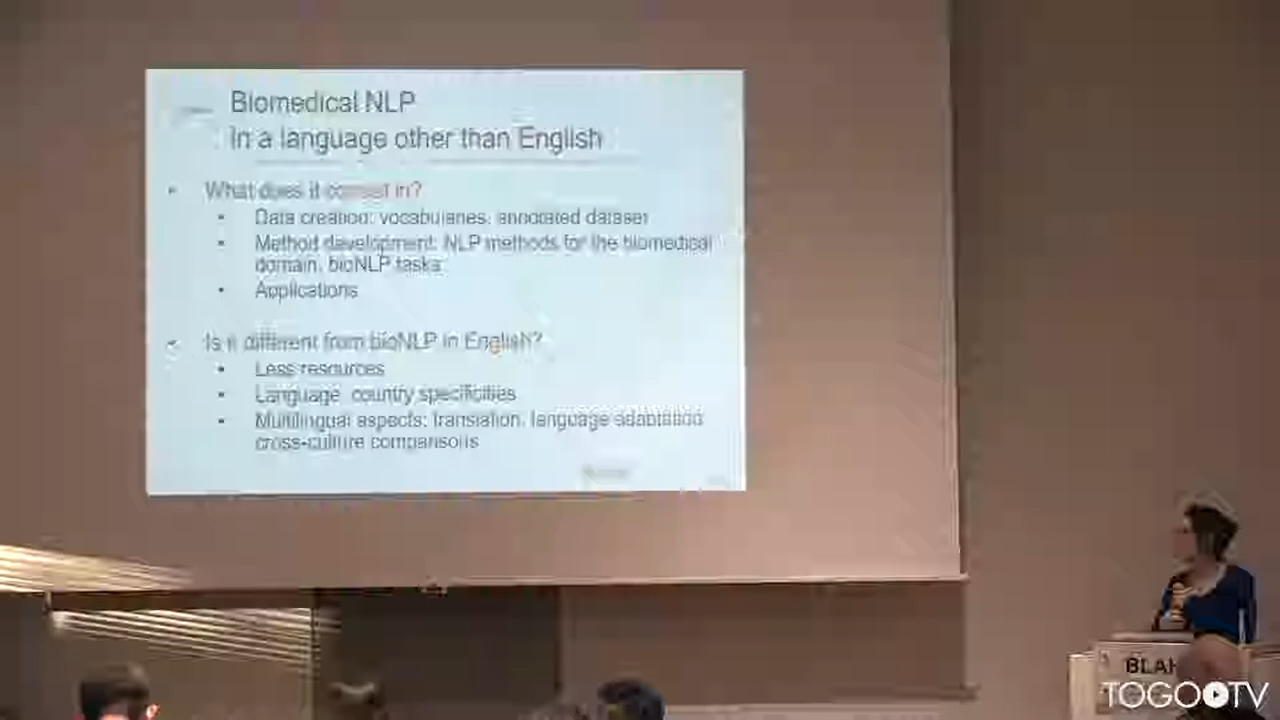 Biomedical NLP
In a language other than English
• What does it consist in?
• Data creation: vocabularies, annotated dataset
• Method development: NLP methods for the biomedical
domain, bioNLP tasks
• Applications
• Is it different from bioNLP in English?
• Less resources
• Language, country specificities
• Multilingual aspects: translation, language adaptation
cross-culture comparisons
BLAH
TOGOTV